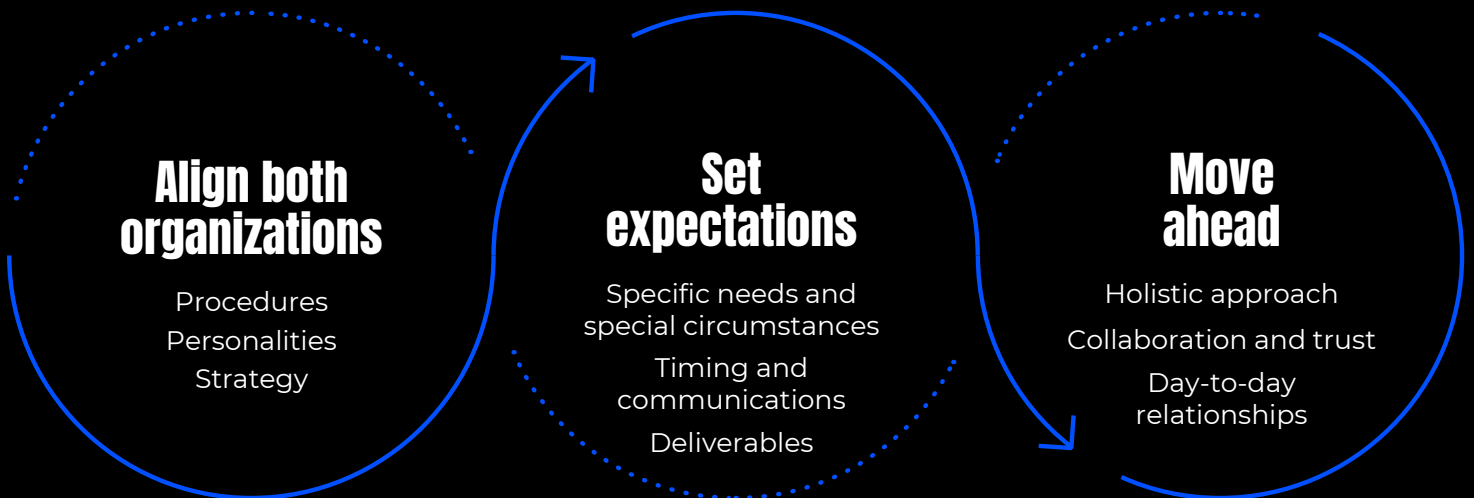 Align both
organizations
Procedures
Personalities
Strategy
Set
expectations
Specific needs and
special circumstances
Timing and
communications
Deliverables
Move
ahead
Holistic approach
Collaboration and trust
Day-to-day
relationships